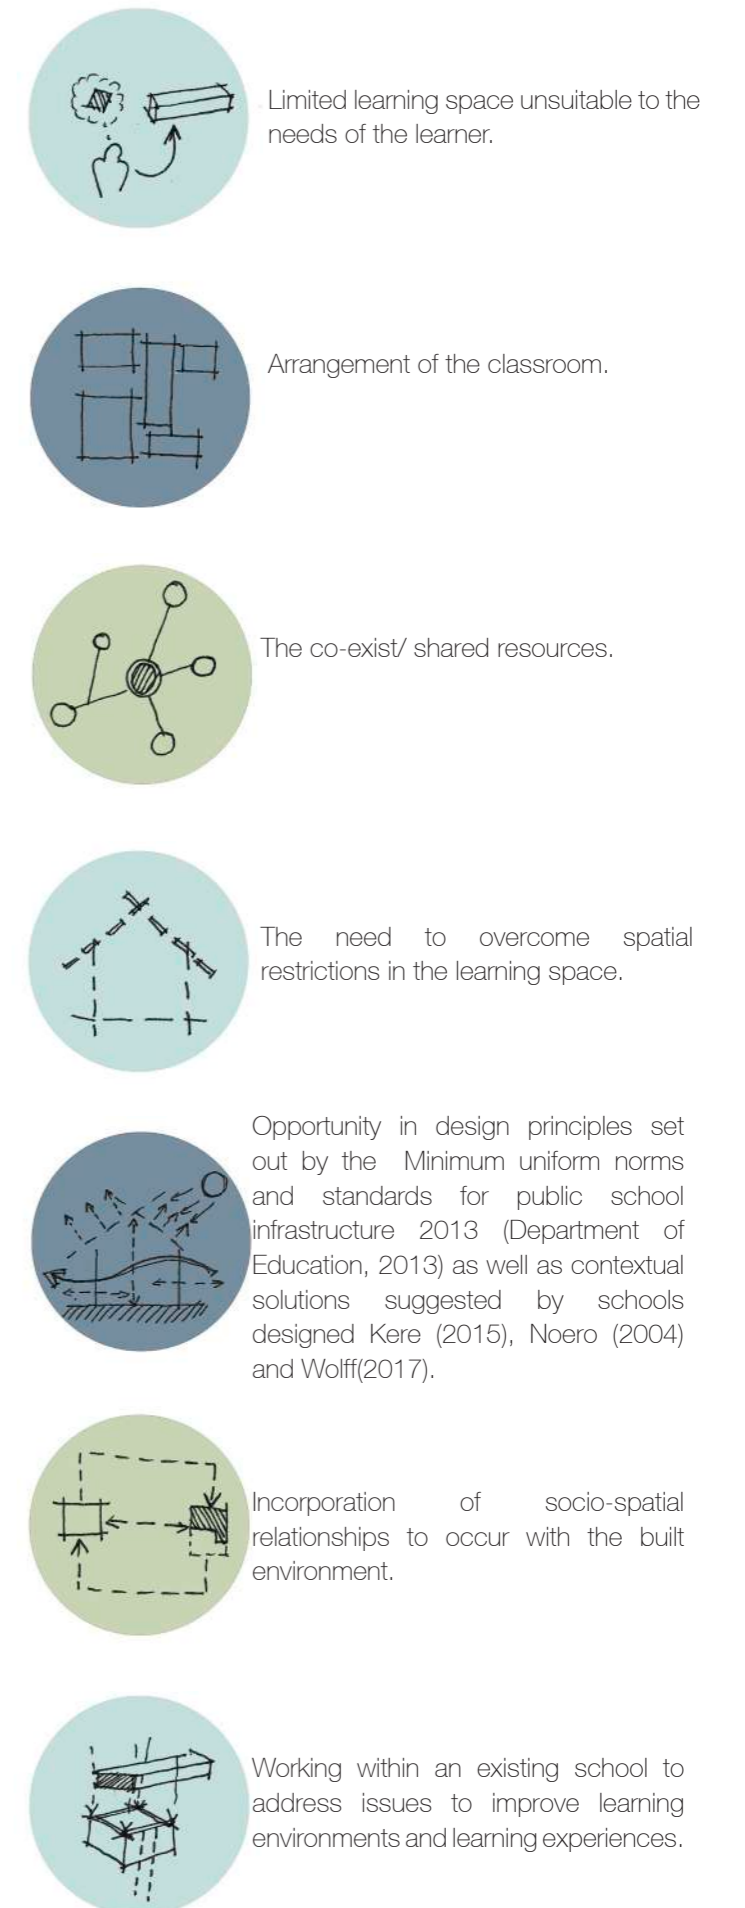 Limited learning space unsuitable to the
needs of the learner.
Arrangement of the classroom.
The co-exist/ shared resources.
The need to overcome spatial
restrictions in the learning space.
Opportunity in design principles set
out by the Minimum uniform norms
and standards for public school
infrastructure 2013 (Department of
Education, 2013) as well as contextual
solutions suggested by schools
designed Kere (2015), Noero (2004)
and Wolff(2017).
Incorporation of socio-spatial
relationships to occur with the built
environment.
Working within an existing school to
address issues to improve learning
environments and learning experiences.